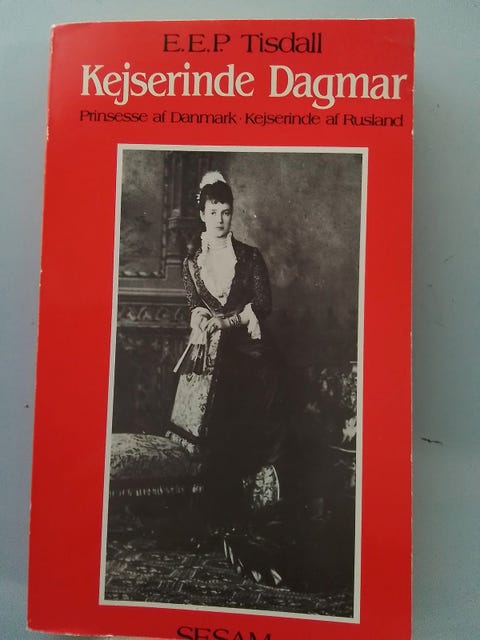 E.E.P. Tisdall
Kejserinde Dagmar
Prinsesse af Danmark · Kejserinde af Rusland
SESAM